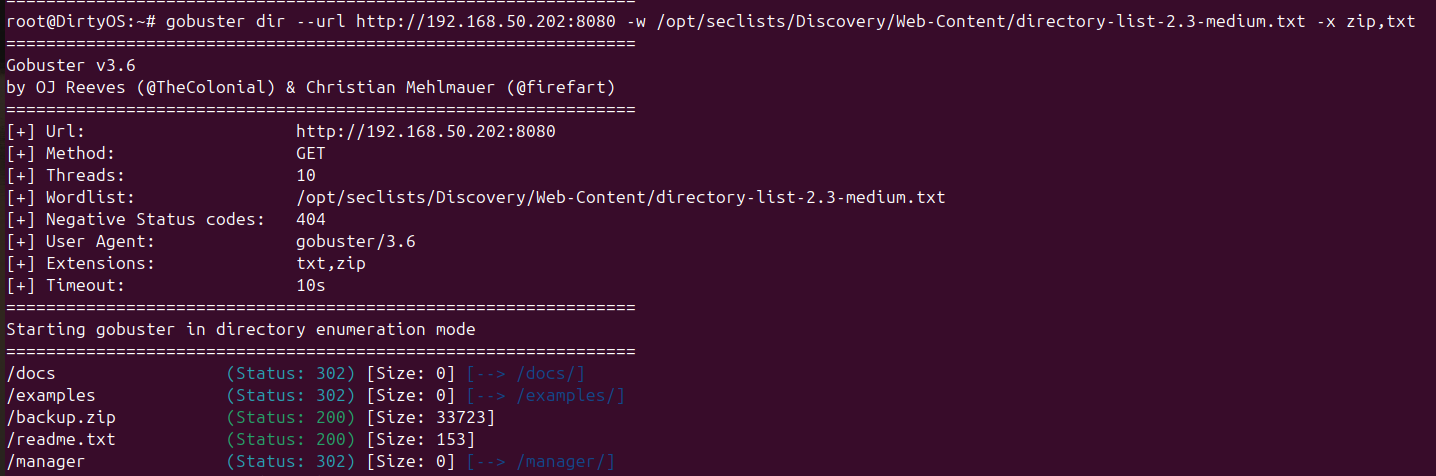 ===============================================================
root@DirtyOS:~# gobuster dir --url http://192.168.50.202:8080 -w /opt/seclists/Discovery/Web-Content/directory-list-2.3-medium.txt -x zip,txt
===============================================================
Gobuster v3.6
by OJ Reeves (@TheColonial) & Christian Mehlmauer (@firefart)
===============================================================
[+] Url:                     http://192.168.50.202:8080
[+] Method:                  GET
[+] Threads:                 10
[+] Wordlist:                /opt/seclists/Discovery/Web-Content/directory-list-2.3-medium.txt
[+] Negative Status codes:   404
[+] User Agent:              gobuster/3.6
[+] Extensions:              txt,zip
[+] Timeout:                 10s
===============================================================
Starting gobuster in directory enumeration mode
===============================================================
/docs                 (Status: 302) [Size: 0] [--> /docs/]
/examples             (Status: 302) [Size: 0] [--> /examples/]
/backup.zip           (Status: 200) [Size: 33723]
/readme.txt           (Status: 200) [Size: 153]
/manager              (Status: 302) [Size: 0] [--> /manager/]